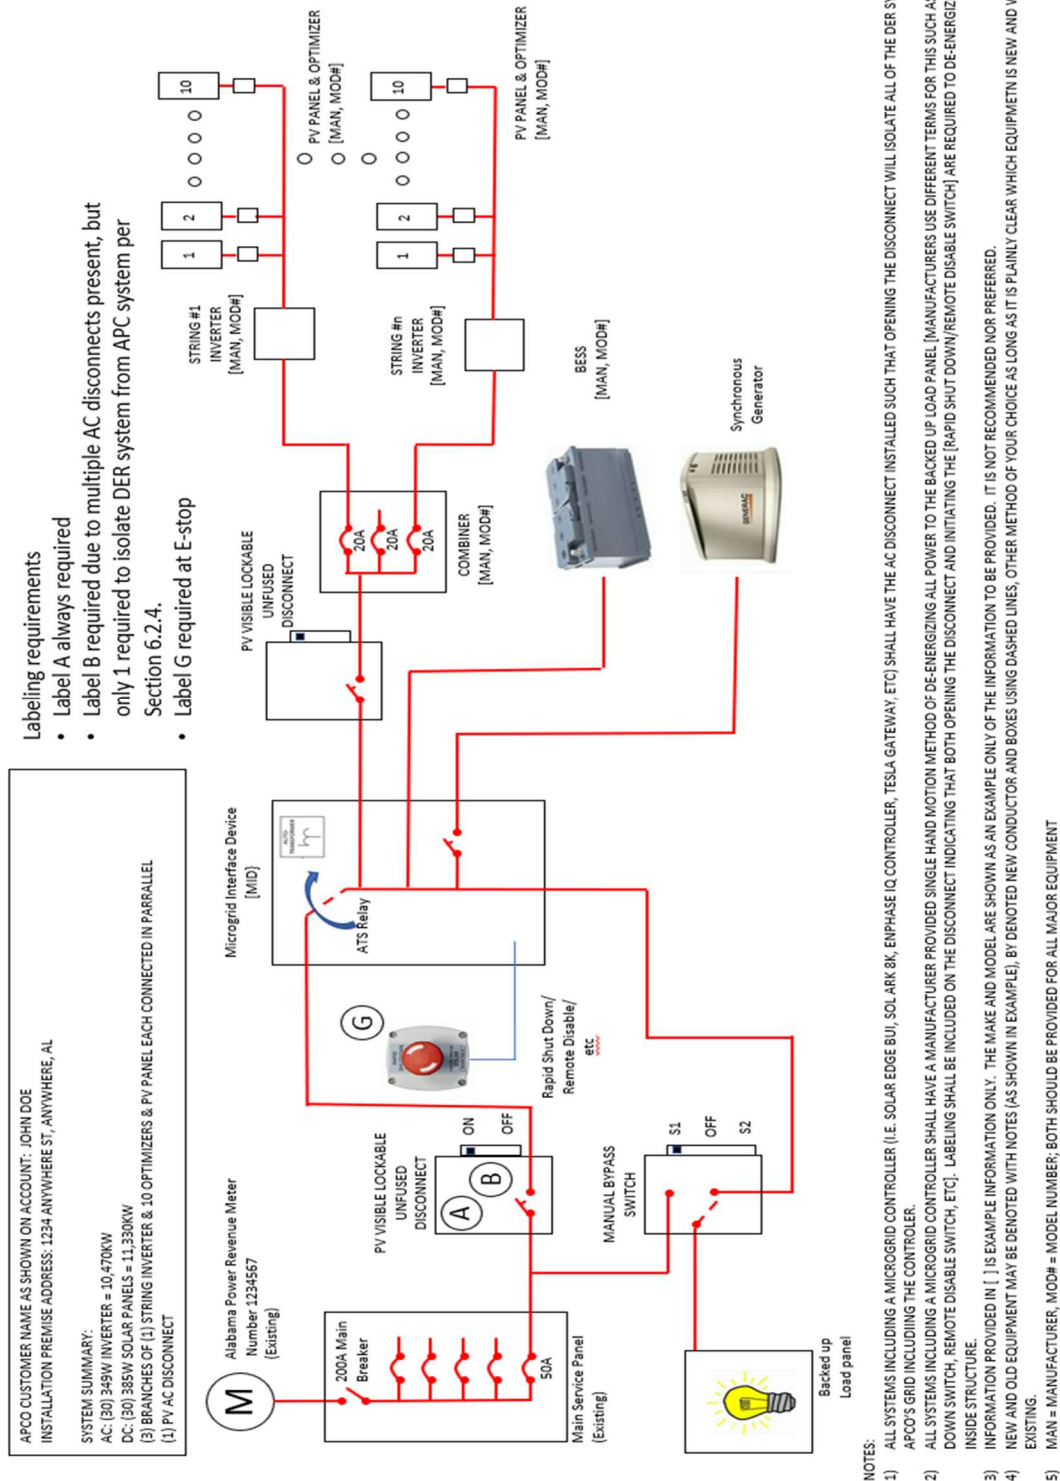 APCO CUSTOMER NAME AS SHOWN ON ACCOUNT: JOHN DOE
INSTALLATION PREMISE ADDRESS: 1234 ANYWHERE ST, ANYWHERE, AL
SYSTEM SUMMARY:
AC: (30) 349W INVERTER = 10,470KW
DC: (30) 385W SOLAR PANELS = 11,330KW
(3) BRANCHES OF (1) STRING INVERTER & 10 OPTIMIZERS & PV PANEL EACH CONNECTED IN PARRALLEL
(1) PV AC DISCONNECT
Labeling requirements
• Label A always required
• Label B required due to multiple AC disconnects present, but
only 1 required to isolate DER system from APC system per
Section 6.2.4.
• Label G required at E-stop
M
Alabama Power Revenue Meter
Number 1234567
(Existing)
200A Main
Breaker
50A
Main Service Panel
(Existing)
PV VISIBLE LOCKABLE
UNFUSED
DISCONNECT
A
B
ON
OFF
G
Rapid Shut Down/
Remote Disable/
etc
MANUAL BYPASS
SWITCH
S1
OFF
S2
Backed up
Load panel
Microgrid Interface Device
[MID}
AUTO-
TRANSFORMER
ATS Relay
PV VISIBLE LOCKABLE
UNFUSED
DISCONNECT
20A
20A
20A
COMBINER
[MAN, MOD#]
STRING #1
INVERTER
[MAN, MOD#]
1
2
10
PV PANEL & OPTIMIZER
[MAN, MOD#]
STRING #n
INVERTER
[MAN, MOD#]
1
2
10
PV PANEL & OPTIMIZER
[MAN, MOD#]
BESS
[MAN, MOD#]
GENERAC
Synchronous
Generator
NOTES:
1) ALL SYSTEMS INCLUDING A MICROGRID CONTROLLER (I.E. SOLAR EDGE BUI, SOL ARK 8K, ENPHASE IQ CONTROLLER, TESLA GATEWAY, ETC) SHALL HAVE THE AC DISCONNECT INSTALLED SUCH THAT OPENING THE DISCONNECT WILL ISOLATE ALL OF THE DER
APCO'S GRID INCLUDIING THE CONTROLER.
2) ALL SYSTEMS INCLUDING A MICROGRID CONTROLLER SHALL HAVE A MANUFACTURER PROVIDED SINGLE HAND MOTION METHOD OF DE-ENERGIZING ALL POWER TO THE BACKED UP LOAD PANEL [MANUFACTURERS USE DIFFERENT TERMS FOR THIS SUCH
DOWN SWITCH, REMOTE DISABLE SWITCH, ETC]. LABELING SHALL BE INCLUDED ON THE DISCONNECT INDICATING THAT BOTH OPENING THE DISCONNECT AND INITIATING THE [RAPID SHUT DOWN/REMOTE DISABLE SWITCH] ARE REQUIRED TO
INSIDE STRUCTURE.
3) INFORMATION PROVIDED IN [ ] IS EXAMPLE INFORMATION ONLY. THE MAKE AND MODEL ARE SHOWN AS AN EXAMPLE ONLY OF THE INFORMATION TO BE PROVIDED. IT IS NOT RECOMMENDED NOR PREFERRED.
4) NEW AND OLD EQUIPMENT MAY BE DENOTED WITH NOTES (AS SHOWN IN EXAMPLE), BY DENOTED NEW CONDUCTOR AND BOXES USING DASHED LINES, OTHER METHOD OF YOUR CHOICE AS LONG AS IT IS PLAINLY CLEAR WHICH EQUIPMETN IS NEW AND
EXISTING.
5) MAN = MANUFACTURER, MOD# = MODEL NUMBER; BOTH SHOULD BE PROVIDED FOR ALL MAJOR EQUIPMENT